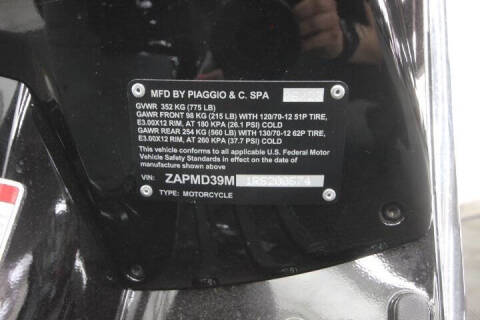 MFD BY PIAGGIO & C. SPA
GVWR 352 KG (775 LB)
GAWR FRONT 98 KG (215 LB) WITH 120/70-12 51P TIRE,
E3.00X12 RIM, AT 180 KPA (26.1 PSI) COLD
GAWR REAR 254 KG (560 LB) WITH 130/70-12 62P TIRE,
E3.00X12 RIM, AT 260 KPA (37.7 PSI) COLD
This vehicle conforms to all applicable U.S. Federal Motor
Vehicle Safety Standards in effect on the date of
manufacture shown above
VIN: ZAPMD39M
TYPE: MOTORCYCLE